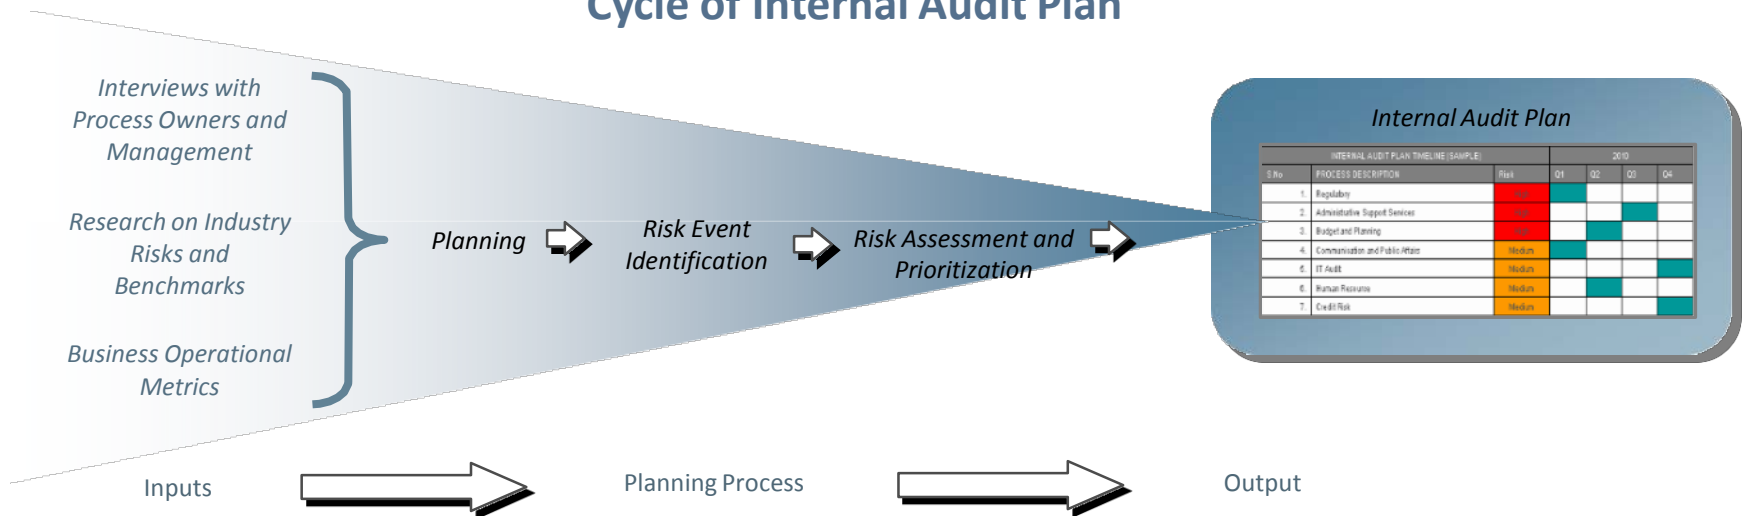 Cycle of Internal Audit Plan
Interviews with
Process Owners and
Management
Research on Industry
Risks and
Benchmarks
Business Operational
Metrics
Planning
Risk Event
Identification
Risk Assessment and
Prioritization
Internal Audit Plan
INTERNAL AUDIT PLAN TIMELINE (SAMPLE) 2010
S.No PROCESS DESCRIPTION Risk Q1 Q2 Q3 Q4
1. Regulatory
2. Administrative Support Services
3. Budget and Planning
4. Communication and Public Affairs Medium
5. IT Audit Medium
6. Human Resource Medium
7. Credit Risk Medium
Inputs
Planning Process
Output